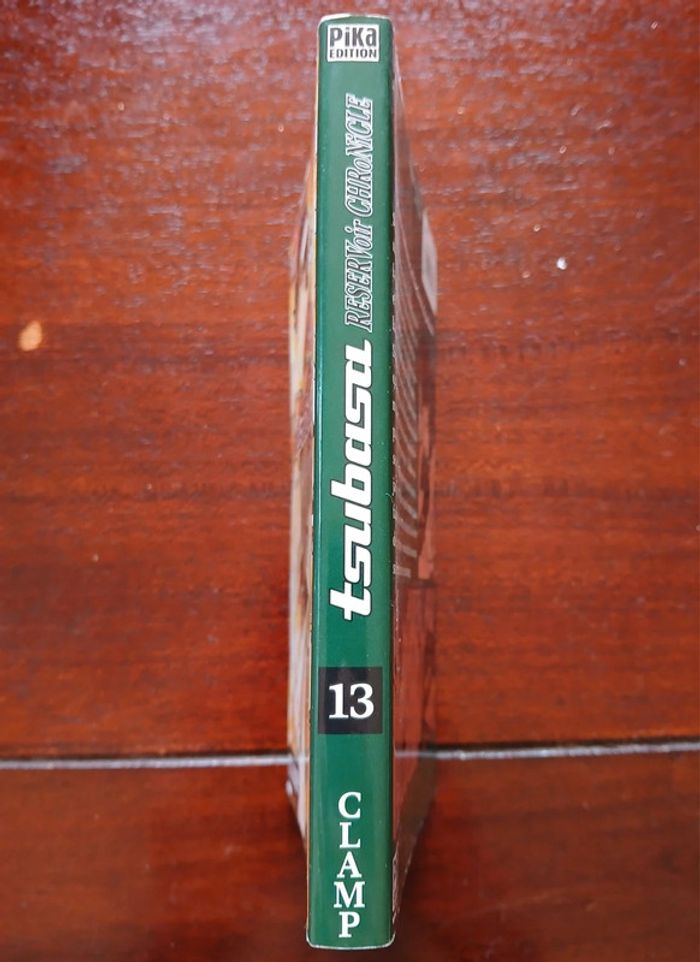 PiKa
EDITION
tsubasa RESERVoir CHRoNiCLE
13
CLAMP